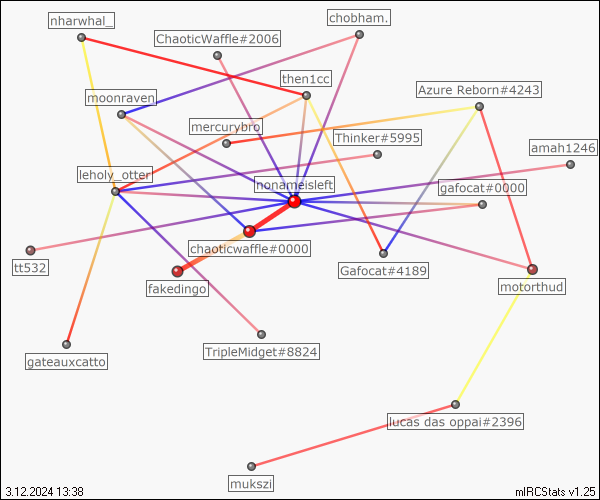 nharwhal_
chobham.
ChaoticWaffle#2006
then1cc
Azure Reborn#4243
moonraven
mercurybro
Thinker#5995
amah1246
leholy_otter
nonameisleft
gafocat#0000
chaoticwaffle#0000
tt532
Gafocat#4189
fakedingo
motorthud
gateauxcatto
TripleMidget#8824
lucas das oppai#2396
mukszi
3.12.2024 13:38
mIRCStats v1.25